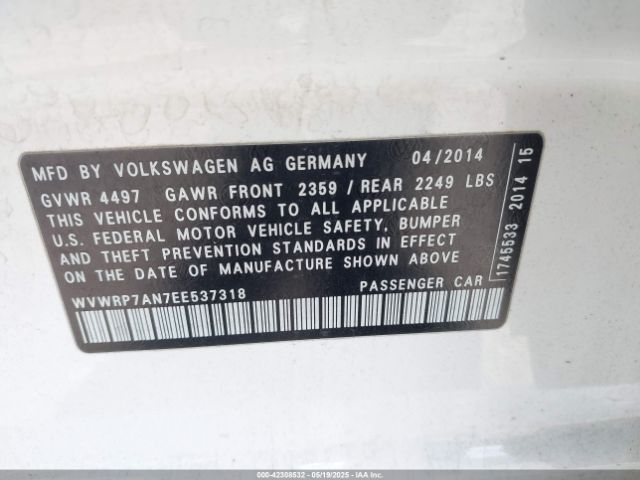 MFD BY VOLKSWAGEN AG GERMANY 04/2014
GVWR 4497 GAWR FRONT 2359 / REAR 2249 LBS
THIS VEHICLE CONFORMS TO ALL APPLICABLE
U.S. FEDERAL MOTOR VEHICLE SAFETY, BUMPER
AND THEFT PREVENTION STANDARDS IN EFFECT
ON THE DATE OF MANUFACTURE SHOWN ABOVE
WVWRP7AN7EE537318 PASSENGER CAR
1745533 2014 15
000-42308532 - 05/19/2025 - IAAI.CA